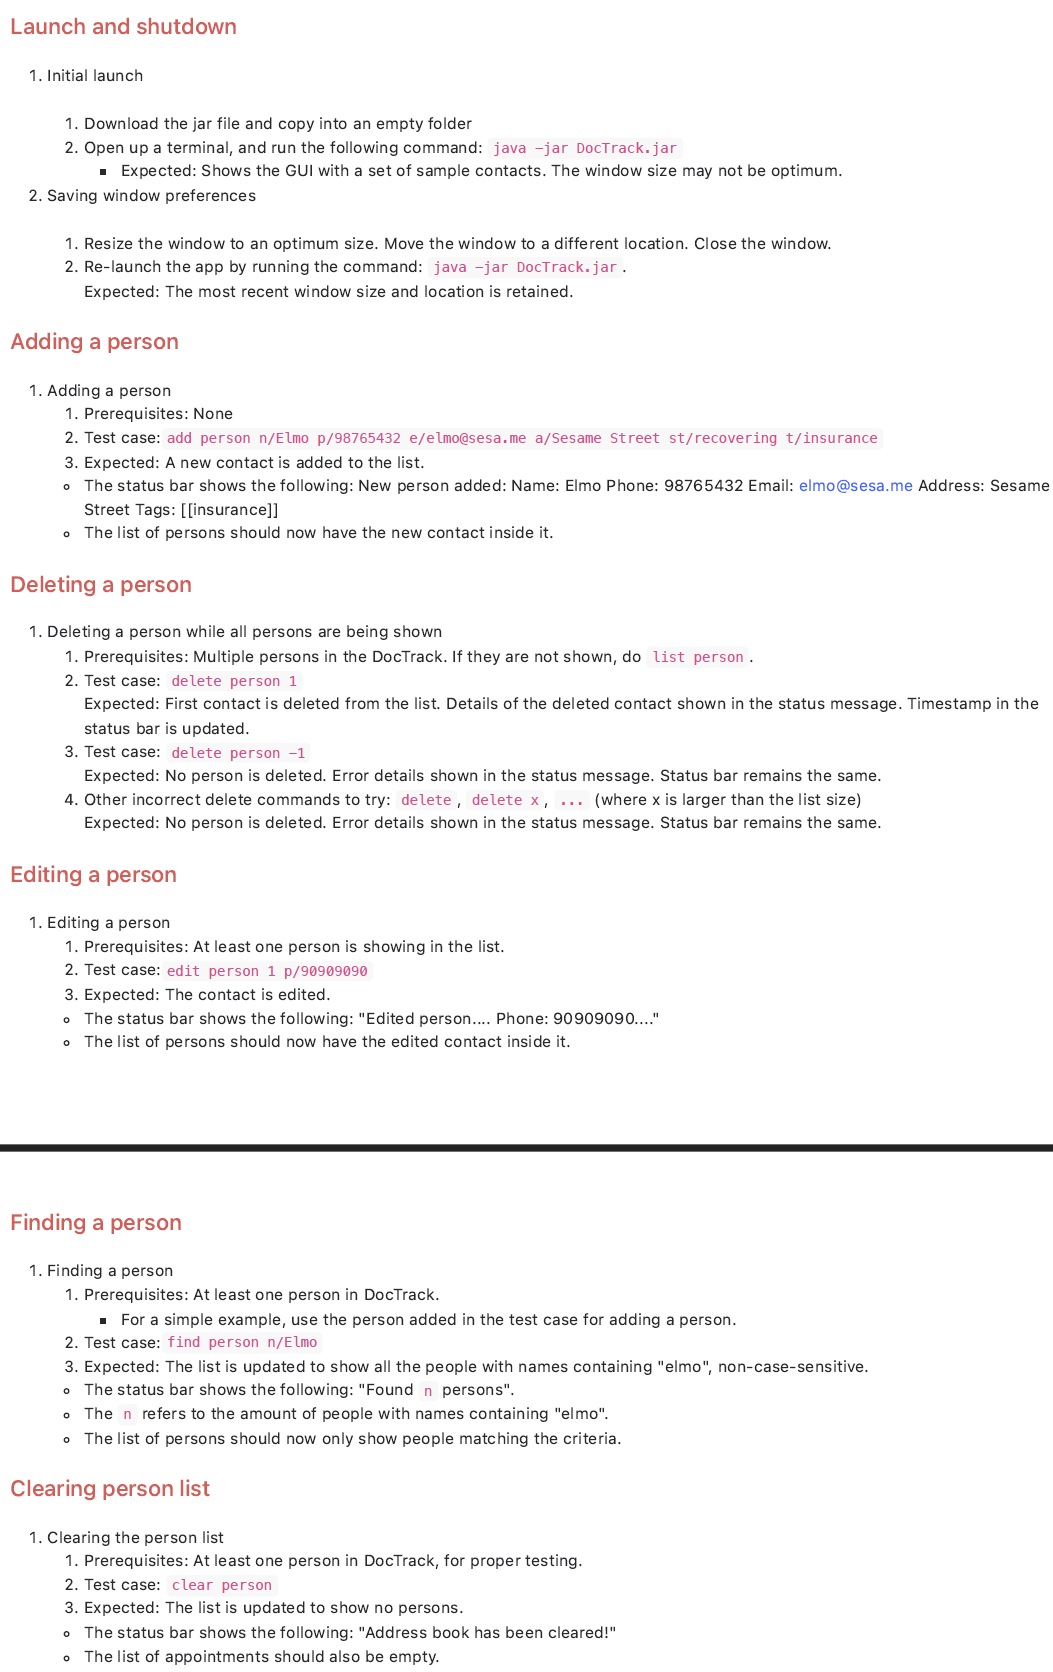 Launch and shutdown
1. Initial launch
1. Download the jar file and copy into an empty folder
2. Open up a terminal, and run the following command: java -jar DocTrack.jar
▪ Expected: Shows the GUI with a set of sample contacts. The window size may not be optimum.
2. Saving window preferences
1. Resize the window to an optimum size. Move the window to a different location. Close the window.
2. Re-launch the app by running the command: java -jar DocTrack.jar.
Expected: The most recent window size and location is retained.
Adding a person
1. Adding a person
1. Prerequisites: None
2. Test case: add person n/Elmo p/98765432 e/elmo@sesa.me a/Sesame Street st/recovering t/insurance
3. Expected: A new contact is added to the list.
◦ The status bar shows the following: New person added: Name: Elmo Phone: 98765432 Email: elmo@sesa.me Address: Sesame
Street Tags: [[insurance]]
◦ The list of persons should now have the new contact inside it.
Deleting a person
1. Deleting a person while all persons are being shown
1. Prerequisites: Multiple persons in the DocTrack. If they are not shown, do list person.
2. Test case: delete person 1
Expected: First contact is deleted from the list. Details of the deleted contact shown in the status message. Timestamp in the
status bar is updated.
3. Test case: delete person -1
Expected: No person is deleted. Error details shown in the status message. Status bar remains the same.
4. Other incorrect delete commands to try: delete, delete x, ... (where x is larger than the list size)
Expected: No person is deleted. Error details shown in the status message. Status bar remains the same.
Editing a person
1. Editing a person
1. Prerequisites: At least one person is showing in the list.
2. Test case: edit person 1 p/90909090
3. Expected: The contact is edited.
◦ The status bar shows the following: "Edited person.... Phone: 90909090...."
◦ The list of persons should now have the edited contact inside it.
Finding a person
1. Finding a person
1. Prerequisites: At least one person in DocTrack.
▪ For a simple example, use the person added in the test case for adding a person.
2. Test case: find person n/Elmo
3. Expected: The list is updated to show all the people with names containing "elmo", non-case-sensitive.
◦ The status bar shows the following: "Found n persons".
◦ The n refers to the amount of people with names containing "elmo".
◦ The list of persons should now only show people matching the criteria.
Clearing person list
1. Clearing the person list
1. Prerequisites: At least one person in DocTrack, for proper testing.
2. Test case: clear person
3. Expected: The list is updated to show no persons.
◦ The status bar shows the following: "Address book has been cleared!"
◦ The list of appointments should also be empty.